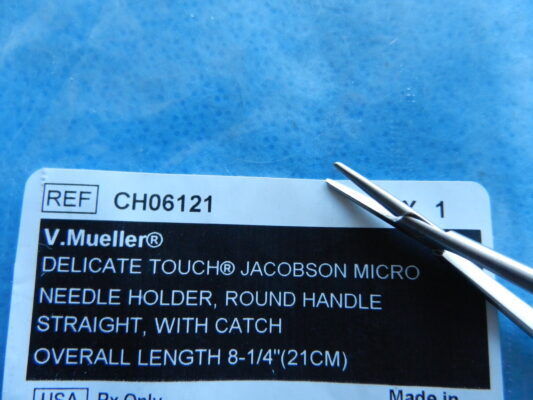 REF CH06121 1
V.Mueller®
DELICATE TOUCH® JACOBSON MICRO
NEEDLE HOLDER, ROUND HANDLE
STRAIGHT, WITH CATCH
OVERALL LENGTH 8-1/4"(21CM)
USA Rx Only Made in